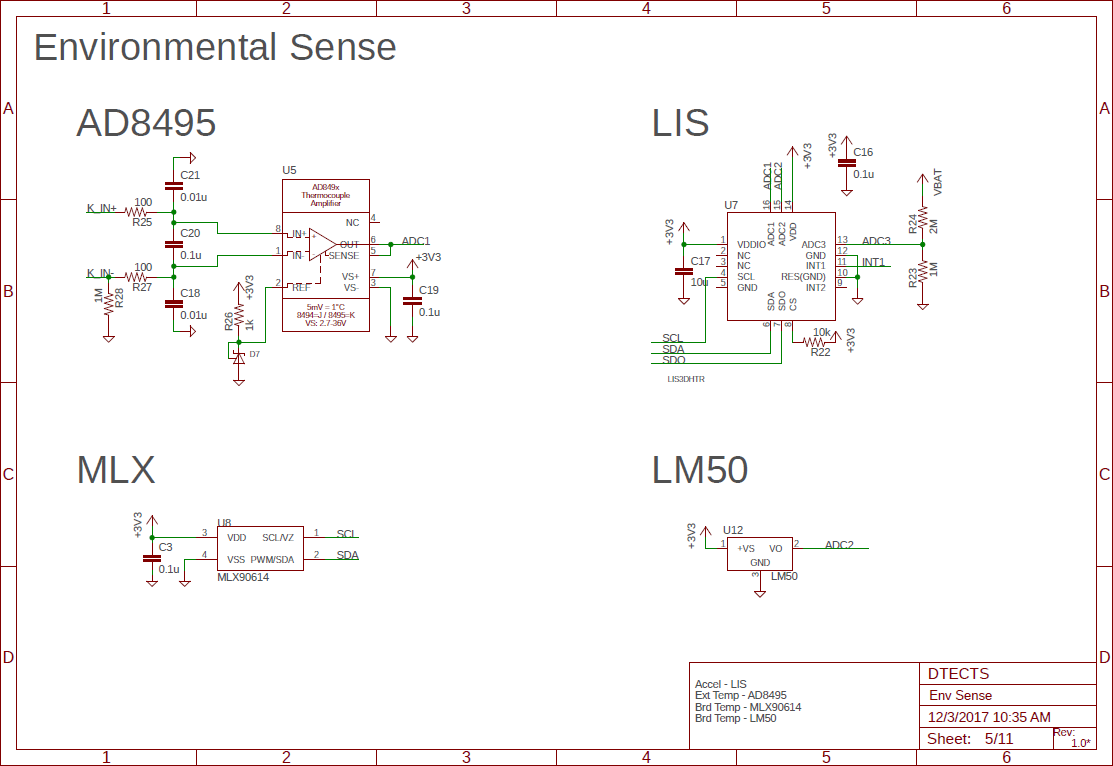 1 2 3 4 5 6
Environmental Sense
A A
AD8495
LIS
C21
0.01u
K_IN+
100
R25
C20
0.1u
K_IN-
100
R27
1M
R28
C18
0.01u
+3V3
R26
1k
D7
U5
AD849x
Thermocouple
Amplifier
NC 4
8 IN+
OUT 6
ADC1
1 IN-
SENSE 5
VS+ 7
2 REF
VS- 3
5mV = 1°C
8494=J / 8495=K
VS: 2.7-36V
+3V3
C19
0.1u
B B
+3V3
C16
0.1u
+3V3
ADC1
ADC2
16 15 14
U7
ADC1
ADC2
VDD
+3V3
C17
10u
1 VDDIO
2 NC
3 NC
4 SCL
5 GND
ADC3 13
GND 12
INT1 11
RES(GND) 10
INT2 9
SDA
SDO
CS
6 7 8
ADC3
INT1
VBAT
R24
2M
R23
1M
SCL
SDA
SDO
10k
R22
+3V3
LIS3DHTR
C C
MLX
LM50
+3V3
C3
0.1u
U8
3 VDD SCL/VZ 1 SCL
4 VSS PWM/SDA 2 SDA
MLX90614
+3V3
U12
1 +VS VO 2 ADC2
GND
3
LM50
D D
Accel - LIS
Ext Temp - AD8495
Brd Temp - MLX90614
Brd Temp - LM50
DTECTS
Env Sense
12/3/2017 10:35 AM
Sheet: 5/11
Rev:
1.0*
1 2 3 4 5 6